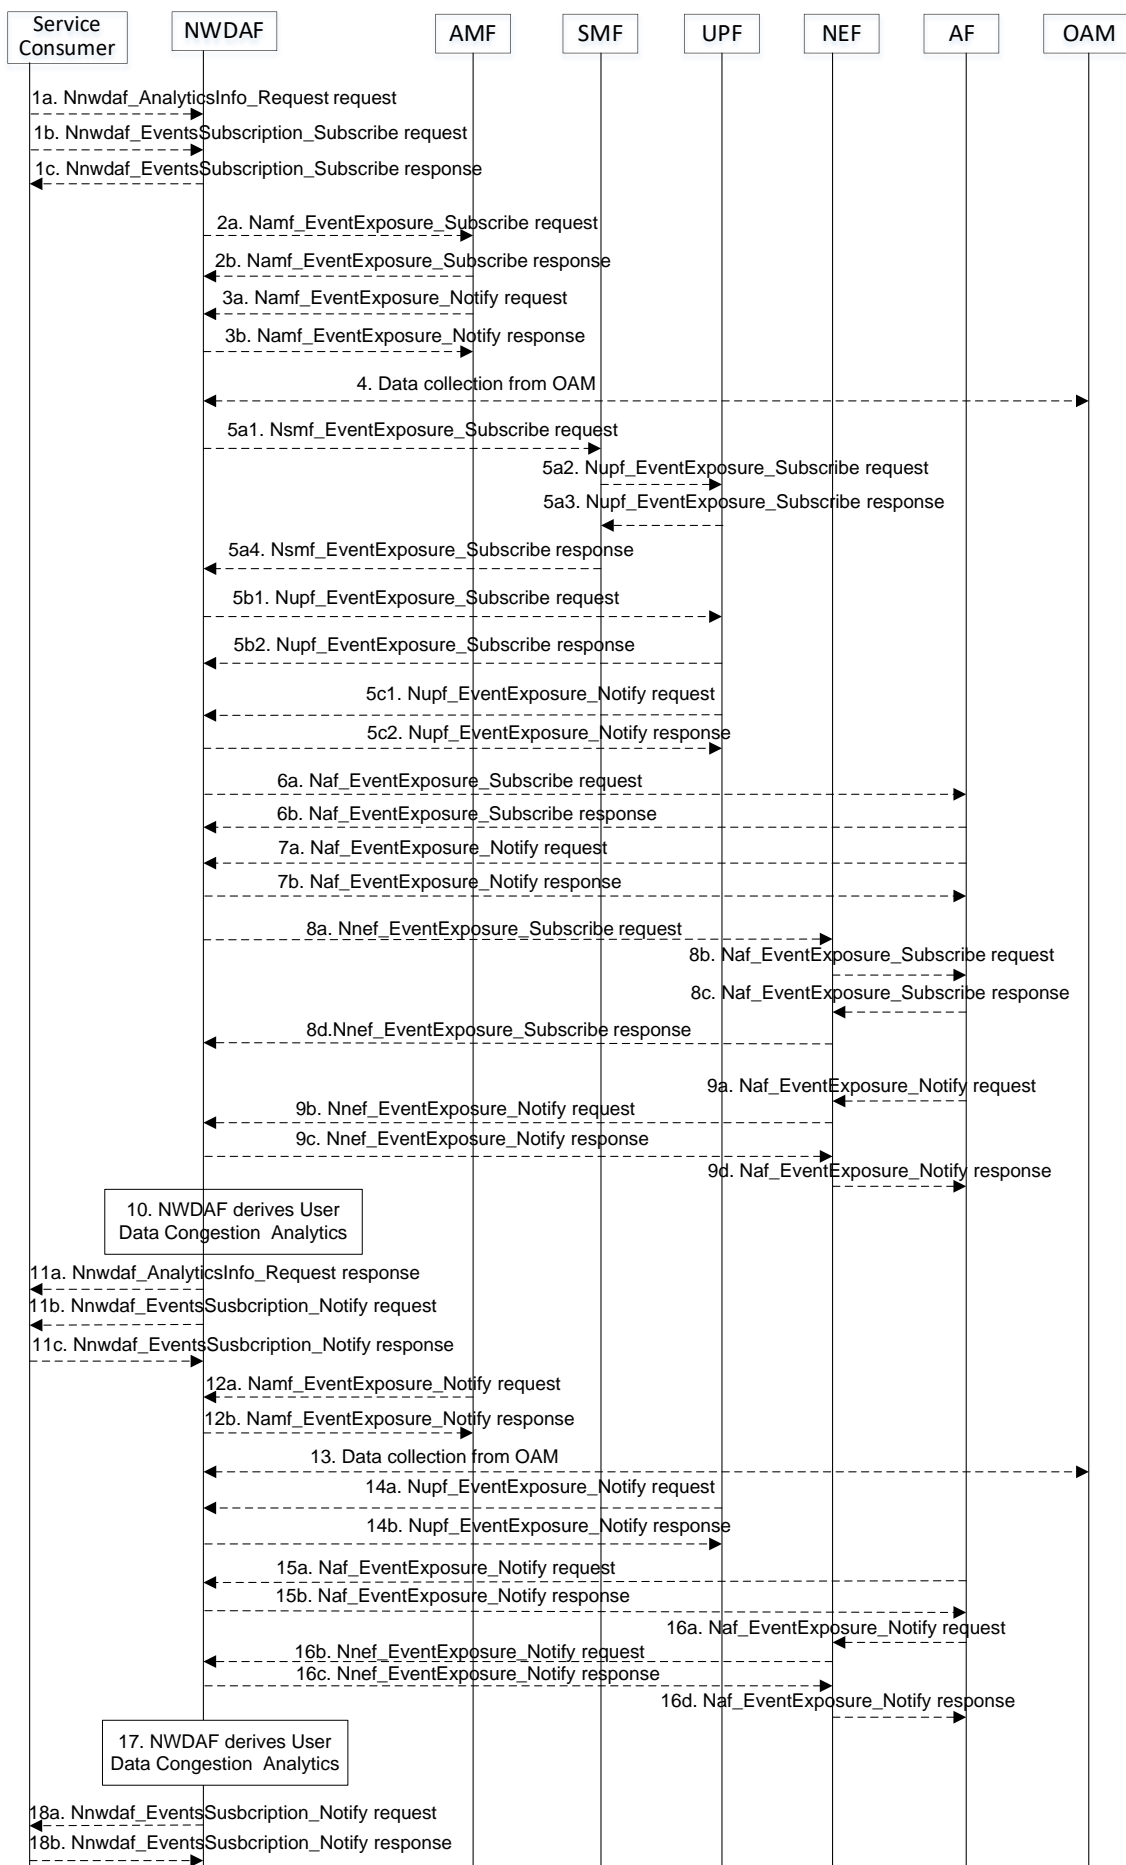 Service
Consumer
NWDAF
AMF
SMF
UPF
NEF
AF
OAM
1a. Nnwdaf_AnalyticsInfo_Request request
1b. Nnwdaf_EventsSubscription_Subscribe request
1c. Nnwdaf_EventsSubscription_Subscribe response
2a. Namf_EventExposure_Subscribe request
2b. Namf_EventExposure_Subscribe response
3a. Namf_EventExposure_Notify request
3b. Namf_EventExposure_Notify response
4. Data collection from OAM
5a1. Nsmf_EventExposure_Subscribe request
5a2. Nupf_EventExposure_Subscribe request
5a3. Nupf_EventExposure_Subscribe response
5a4. Nsmf_EventExposure_Subscribe response
5b1. Nupf_EventExposure_Subscribe request
5b2. Nupf_EventExposure_Subscribe response
5c1. Nupf_EventExposure_Notify request
5c2. Nupf_EventExposure_Notify response
6a. Naf_EventExposure_Subscribe request
6b. Naf_EventExposure_Subscribe response
7a. Naf_EventExposure_Notify request
7b. Naf_EventExposure_Notify response
8a. Nnef_EventExposure_Subscribe request
8b. Naf_EventExposure_Subscribe request
8c. Naf_EventExposure_Subscribe response
8d.Nnef_EventExposure_Subscribe response
9a. Naf_EventExposure_Notify request
9b. Nnef_EventExposure_Notify request
9c. Nnef_EventExposure_Notify response
9d. Naf_EventExposure_Notify response
10. NWDAF derives User
Data Congestion Analytics
11a. Nnwdaf_AnalyticsInfo_Request response
11b. Nnwdaf_EventsSusbcription_Notify request
11c. Nnwdaf_EventsSusbcription_Notify response
12a. Namf_EventExposure_Notify request
12b. Namf_EventExposure_Notify response
13. Data collection from OAM
14a. Nupf_EventExposure_Notify request
14b. Nupf_EventExposure_Notify response
15a. Naf_EventExposure_Notify request
15b. Naf_EventExposure_Notify response
16a. Naf_EventExposure_Notify request
16b. Nnef_EventExposure_Notify request
16c. Nnef_EventExposure_Notify response
16d. Naf_EventExposure_Notify response
17. NWDAF derives User
Data Congestion Analytics
18a. Nnwdaf_EventsSusbcription_Notify request
18b. Nnwdaf_EventsSusbcription_Notify response